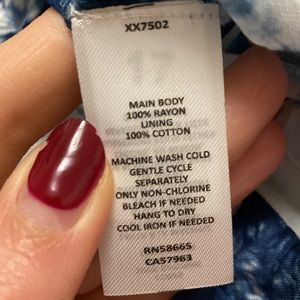 XX7502
MAIN BODY
100% RAYON
LINING
100% COTTON
MACHINE WASH COLD
GENTLE CYCLE
SEPARATELY
ONLY NON-CHLORINE
BLEACH IF NEEDED
HANG TO DRY
COOL IRON IF NEEDED
RN58665
CA57963